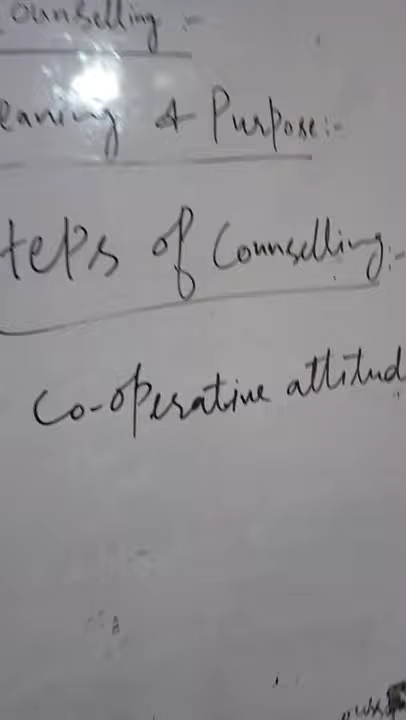 ounselling :-
eaning & Purpose:-
teps of Counselling:-
Co-operative attitud